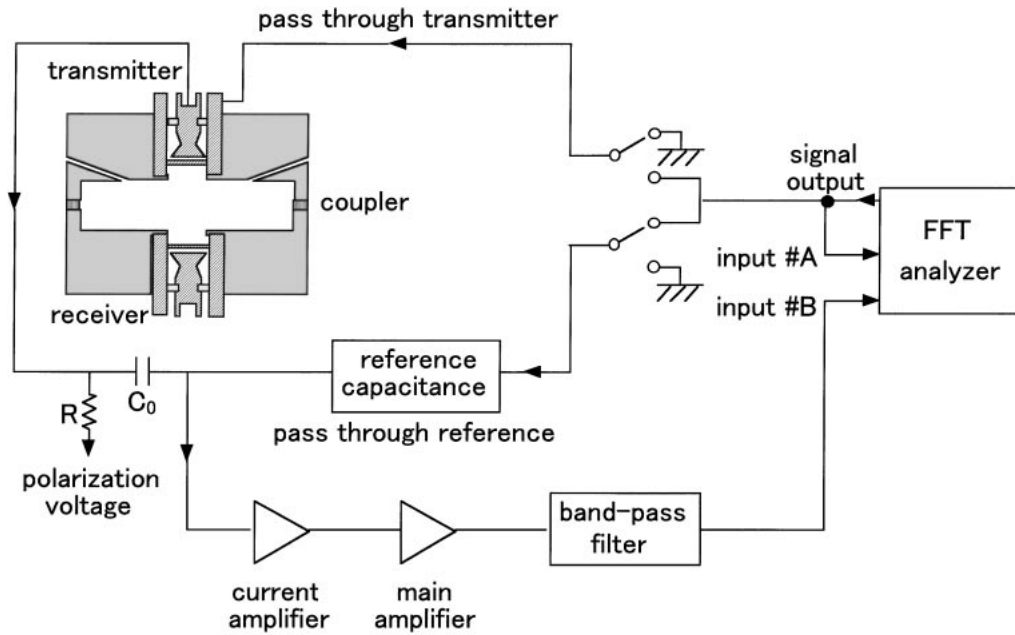 pass through transmitter
transmitter
coupler
receiver
signal
output
FFT
analyzer
input #A
input #B
reference
capacitance
C₀
R
pass through reference
polarization
voltage
band-pass
filter
current
amplifier
main
amplifier